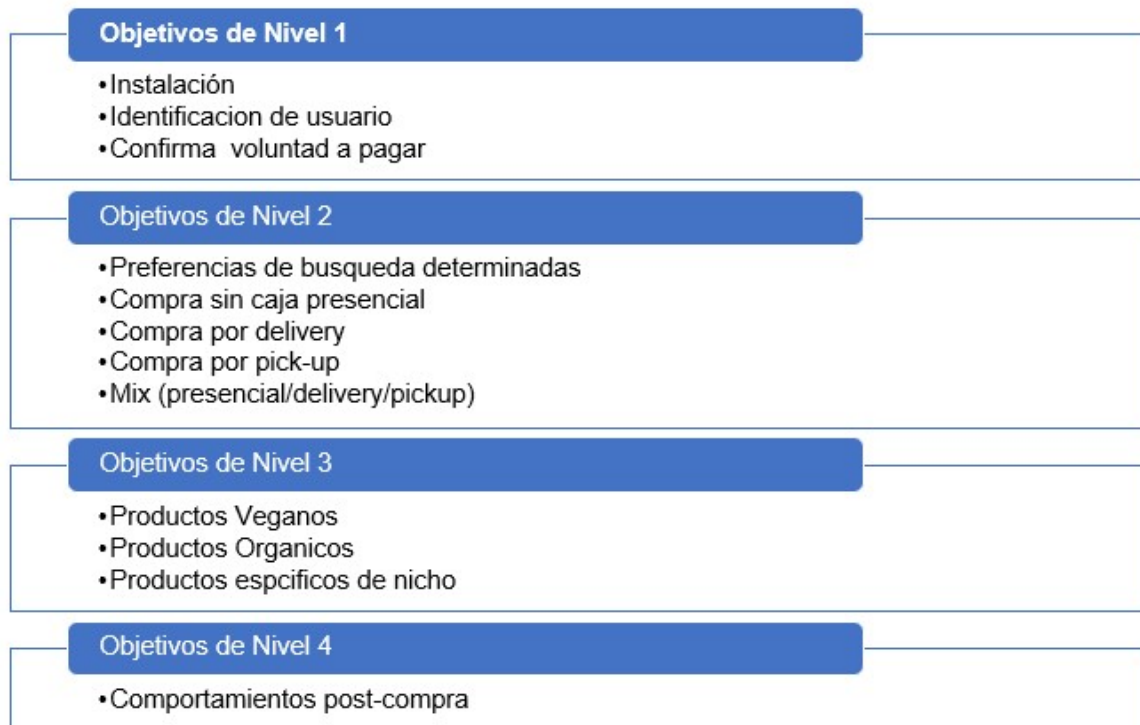 Objetivos de Nivel 1
•Instalación
•Identificacion de usuario
•Confirma voluntad a pagar
Objetivos de Nivel 2
•Preferencias de busqueda determinadas
•Compra sin caja presencial
•Compra por delivery
•Compra por pick-up
•Mix (presencial/delivery/pickup)
Objetivos de Nivel 3
•Productos Veganos
•Productos Organicos
•Productos espcificos de nicho
Objetivos de Nivel 4
•Comportamientos post-compra